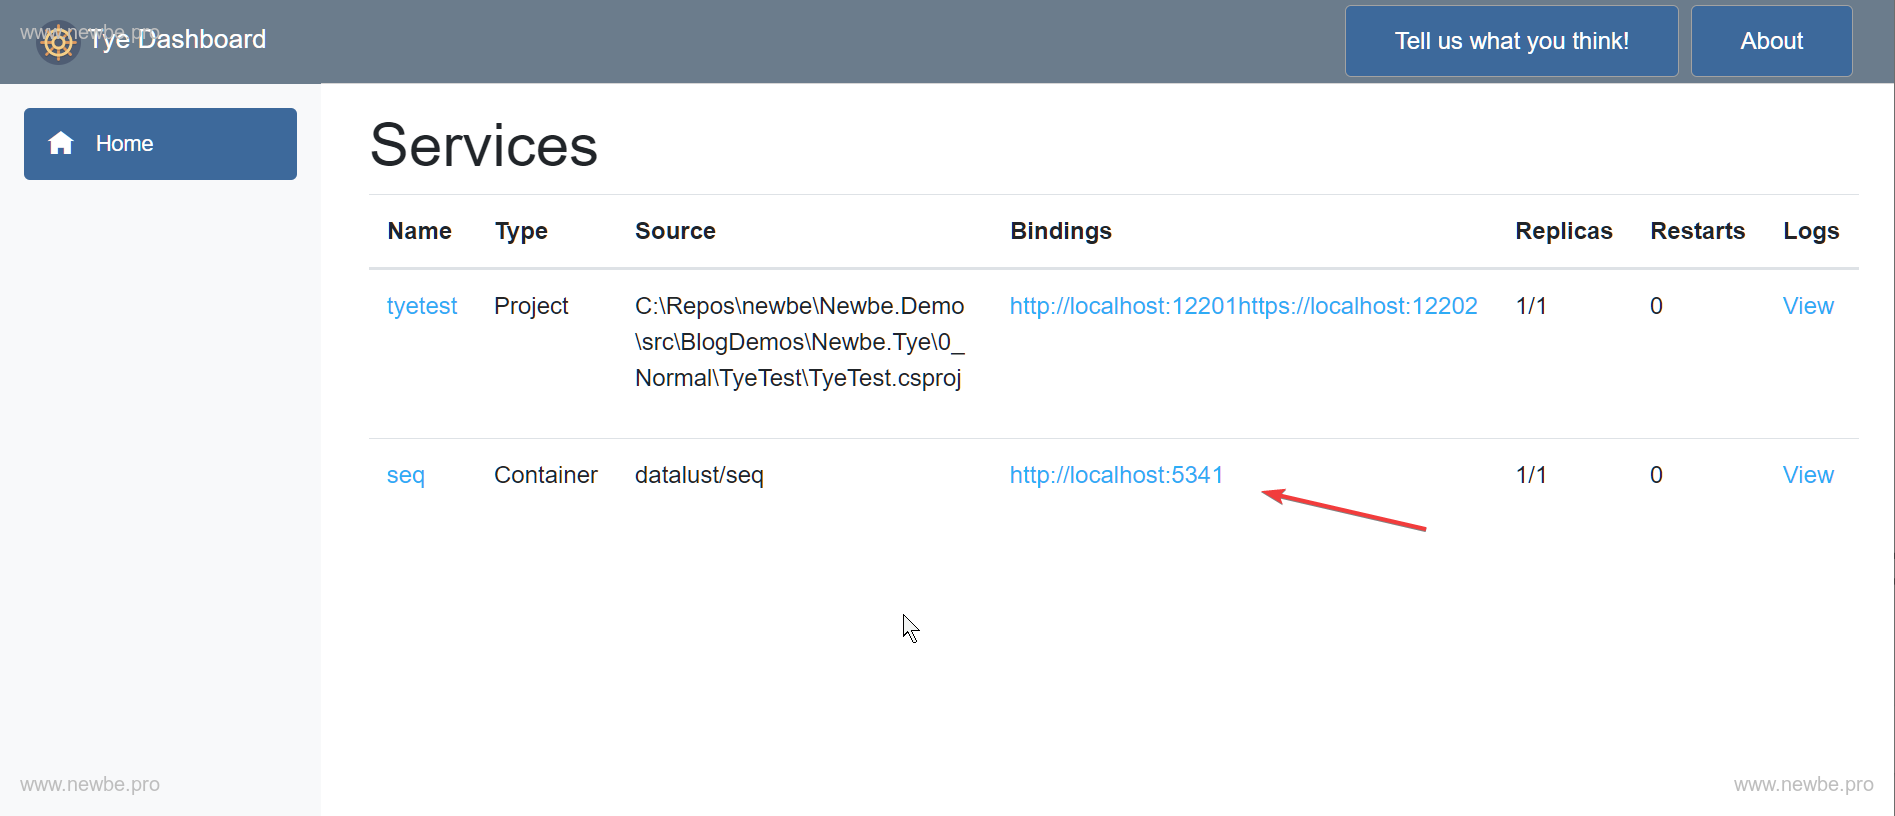 www.newbe.pro
Tye Dashboard
Tell us what you think!
About
Home
Services
Name Type Source Bindings Replicas Restarts Logs
tyetest Project C:\Repos\newbe\Newbe.Demo http://localhost:12201https://localhost:12202 1/1 0 View
\src\BlogDemos\Newbe.Tye\0_
Normal\TyeTest\TyeTest.csproj
seq Container datalust/seq http://localhost:5341 1/1 0 View
www.newbe.pro
www.newbe.pro